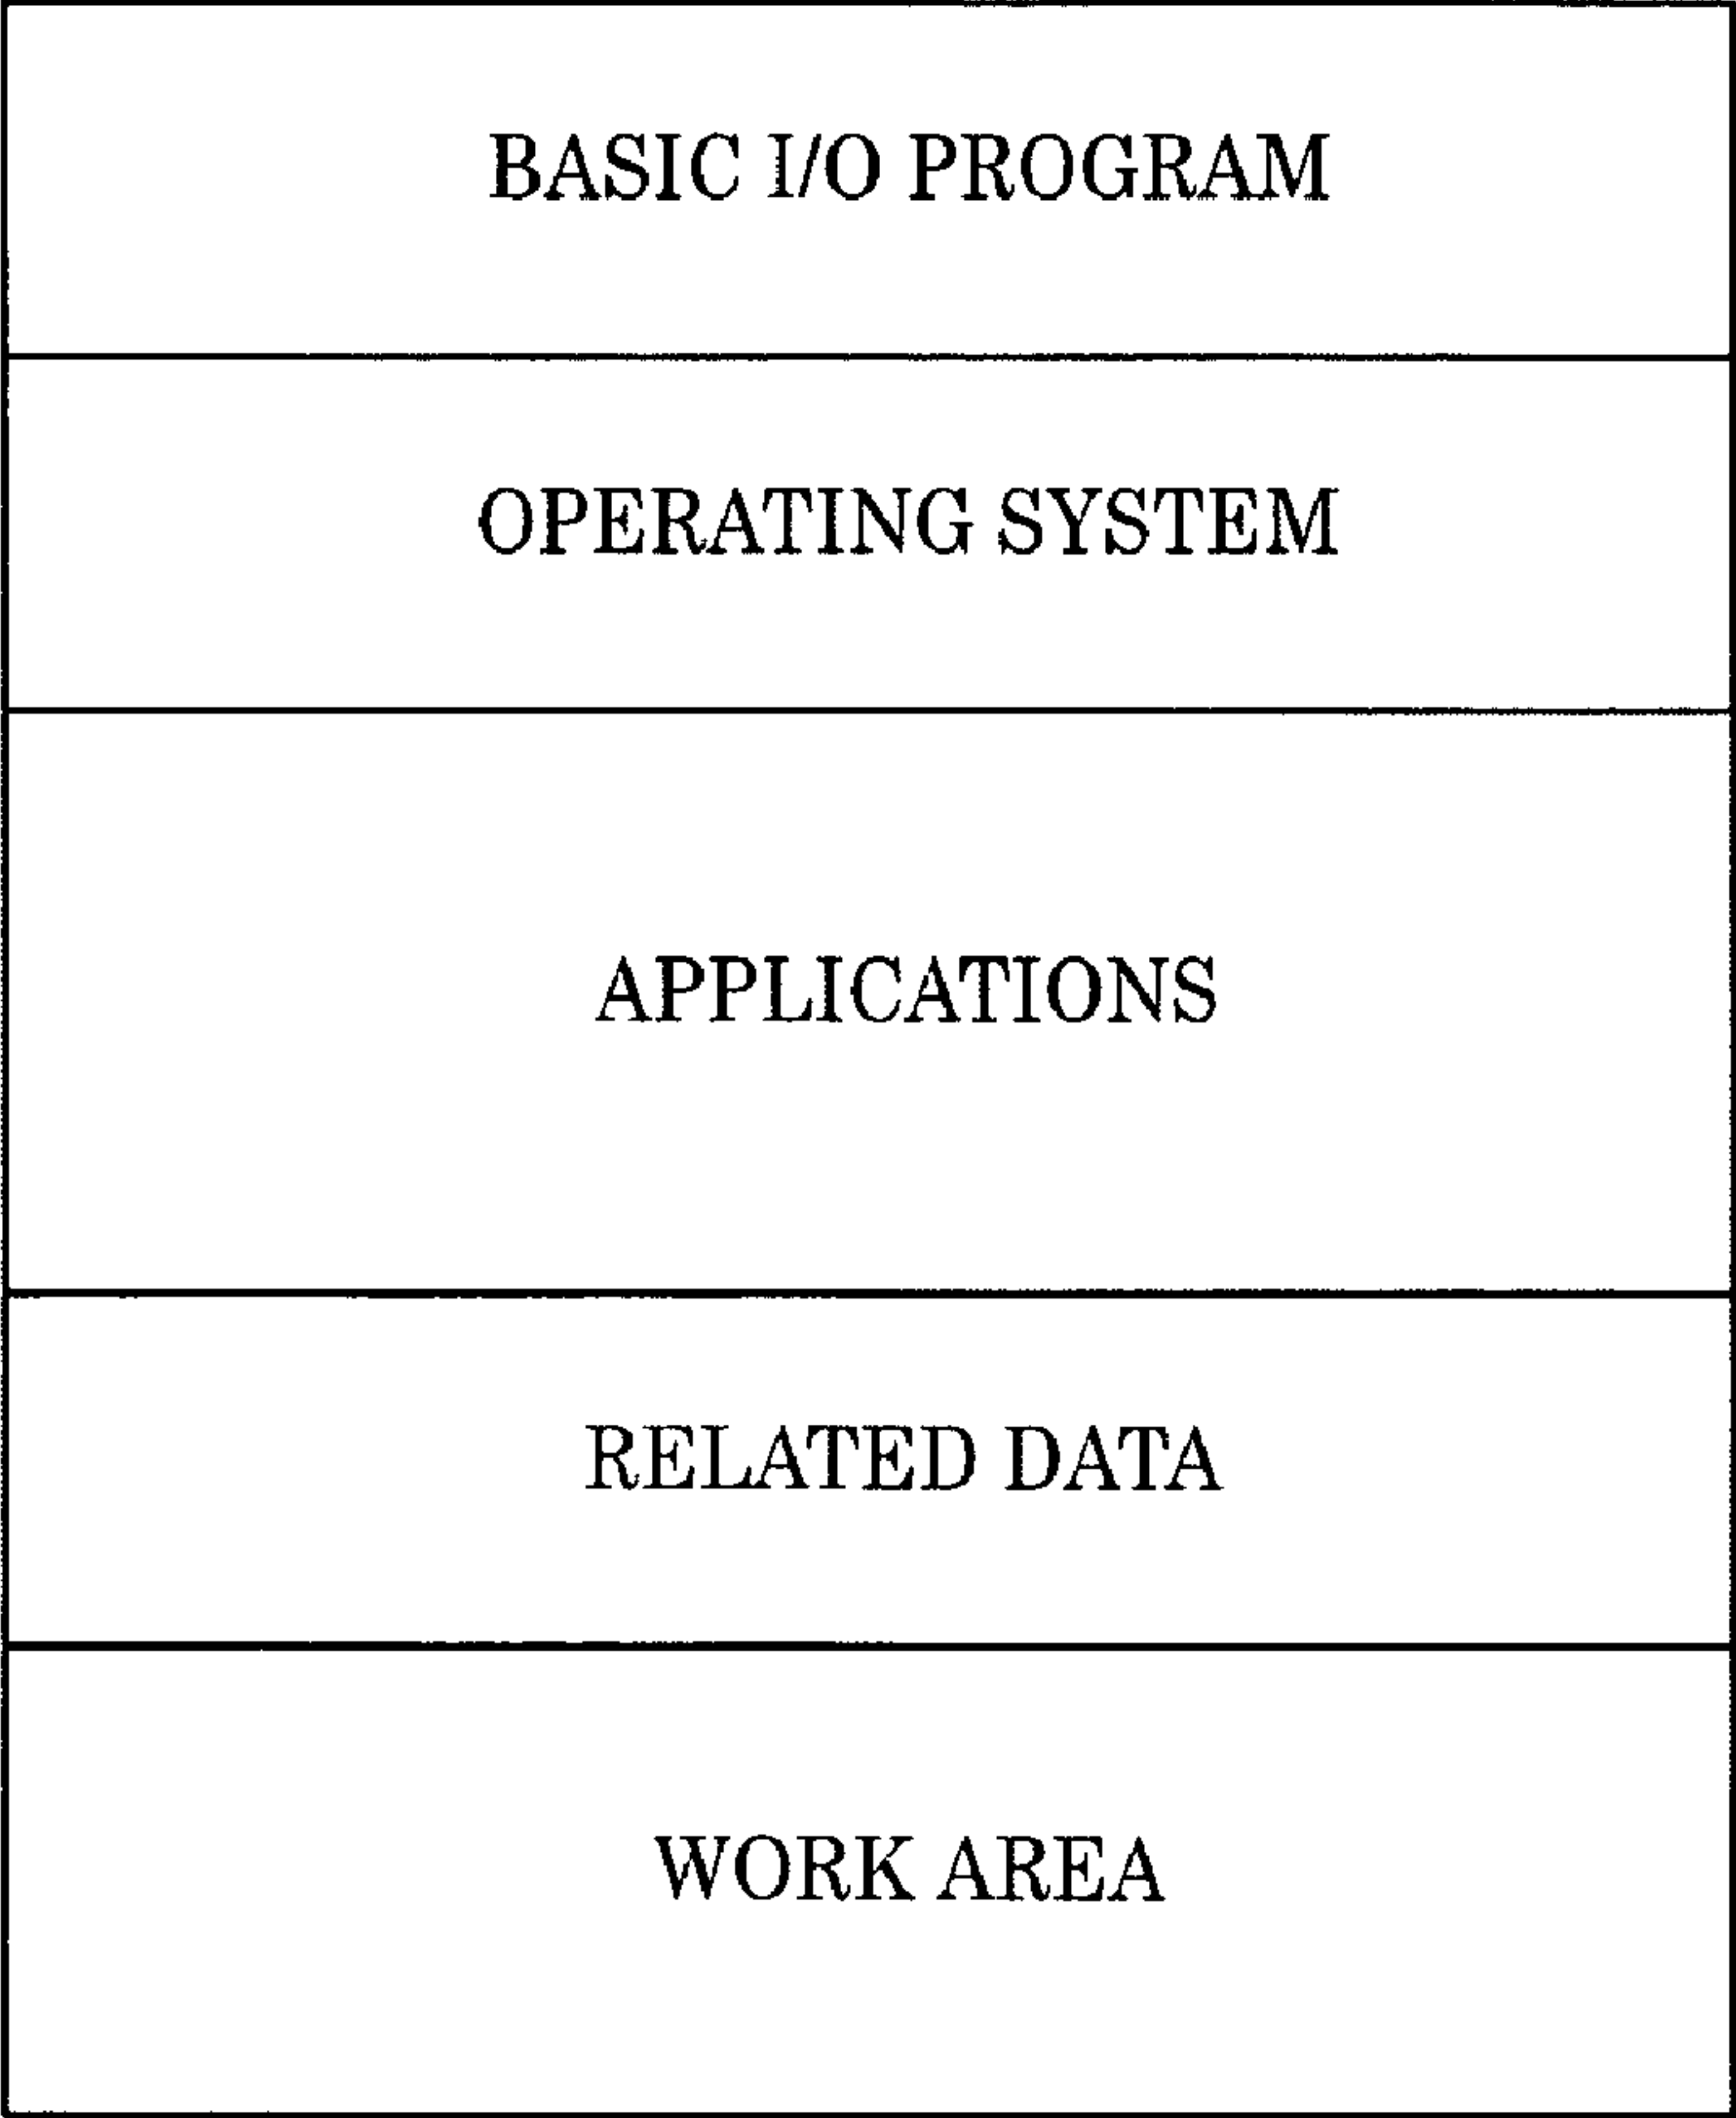 BASIC I/O PROGRAM
OPERATING SYSTEM
APPLICATIONS
RELATED DATA
WORK AREA